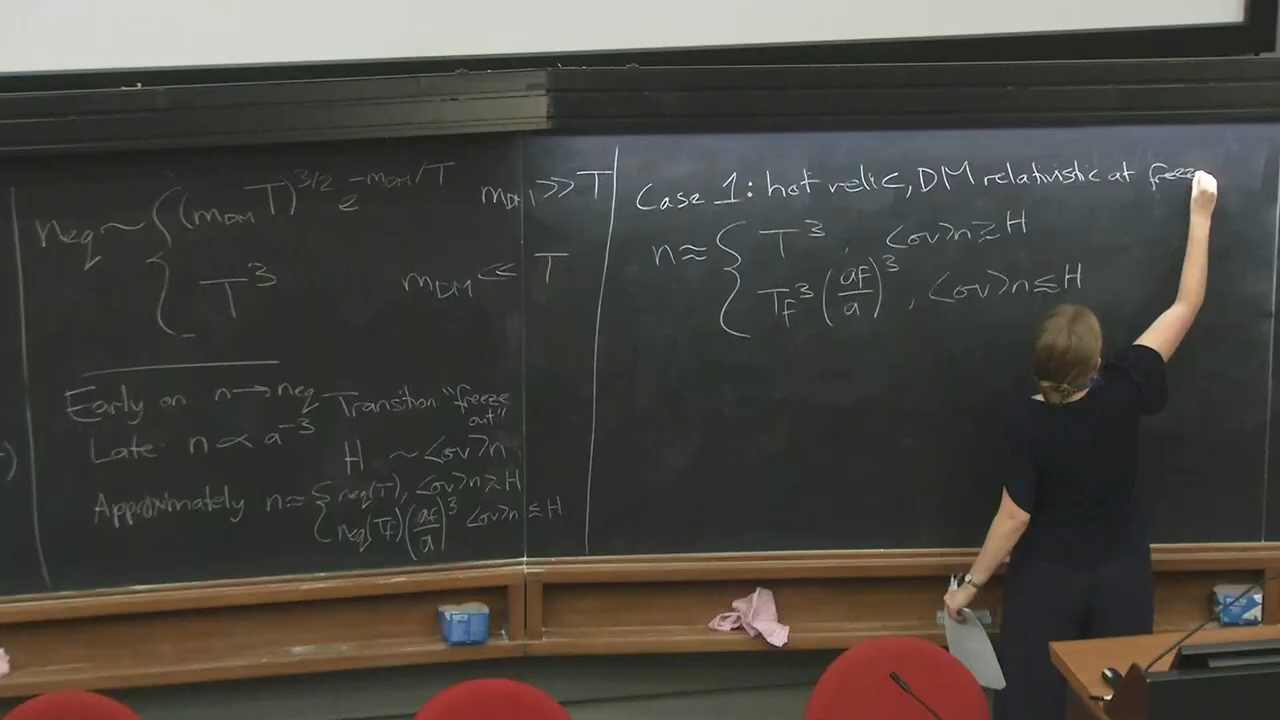 neq ~ { (mDM T)^3/2 e^-mDM/T mDM >> T
T^3 mDM << T
Early on n → neq Transition "freeze out"
Late: n ∝ a^-3
H ~ <σv>n
Approximately n ≈ { neq(T), <σv>n ≳ H
neq(Tf) (af/a)^3 <σv>n ≲ H
)
Case 1: hot relic, DM relativistic at freez
n ≈ { T^3, <σv>n ≳ H
Tf^3 (af/a)^3, <σv>n ≲ H